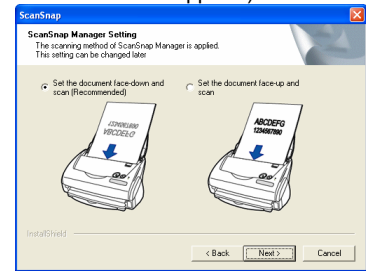 ScanSnap
ScanSnap Manager Setting
The scanning method of ScanSnap Manager is applied.
This setting can be changed later
Set the document face-down and
scan (Recommended)
Set the document face-up and
scan
ABCDEFG
1234567890
ABCDEFG
1234567890
InstallShield
< Back
Next >
Cancel